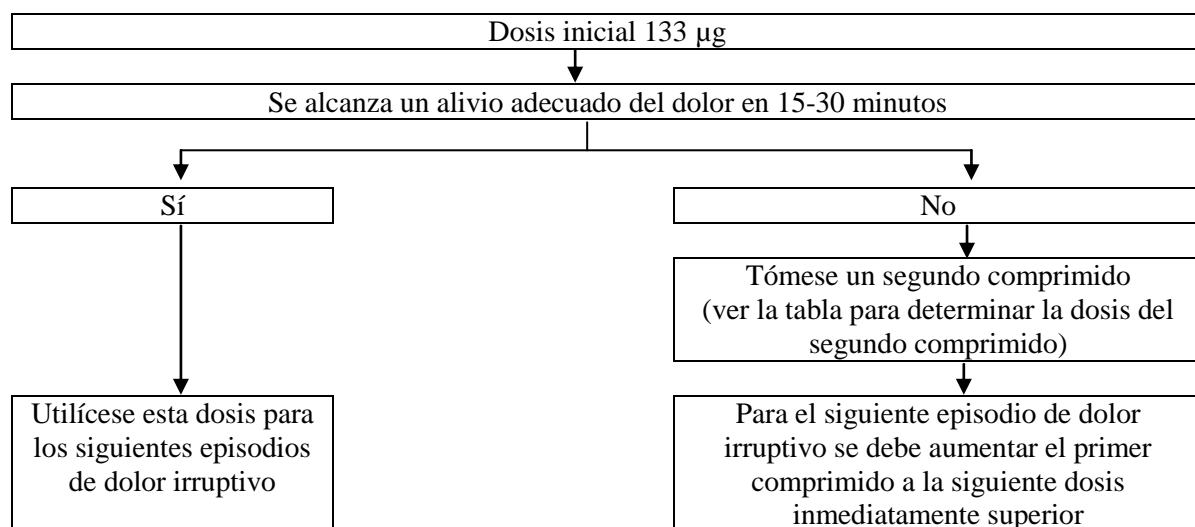 Dosis inicial 133 µg
Se alcanza un alivio adecuado del dolor en 15-30 minutos
Sí
No
Tómese un segundo comprimido
(ver la tabla para determinar la dosis del
segundo comprimido)
Utilícese esta dosis para
los siguientes episodios
de dolor irruptivo
Para el siguiente episodio de dolor
irruptivo se debe aumentar el primer
comprimido a la siguiente dosis
inmediatamente superior